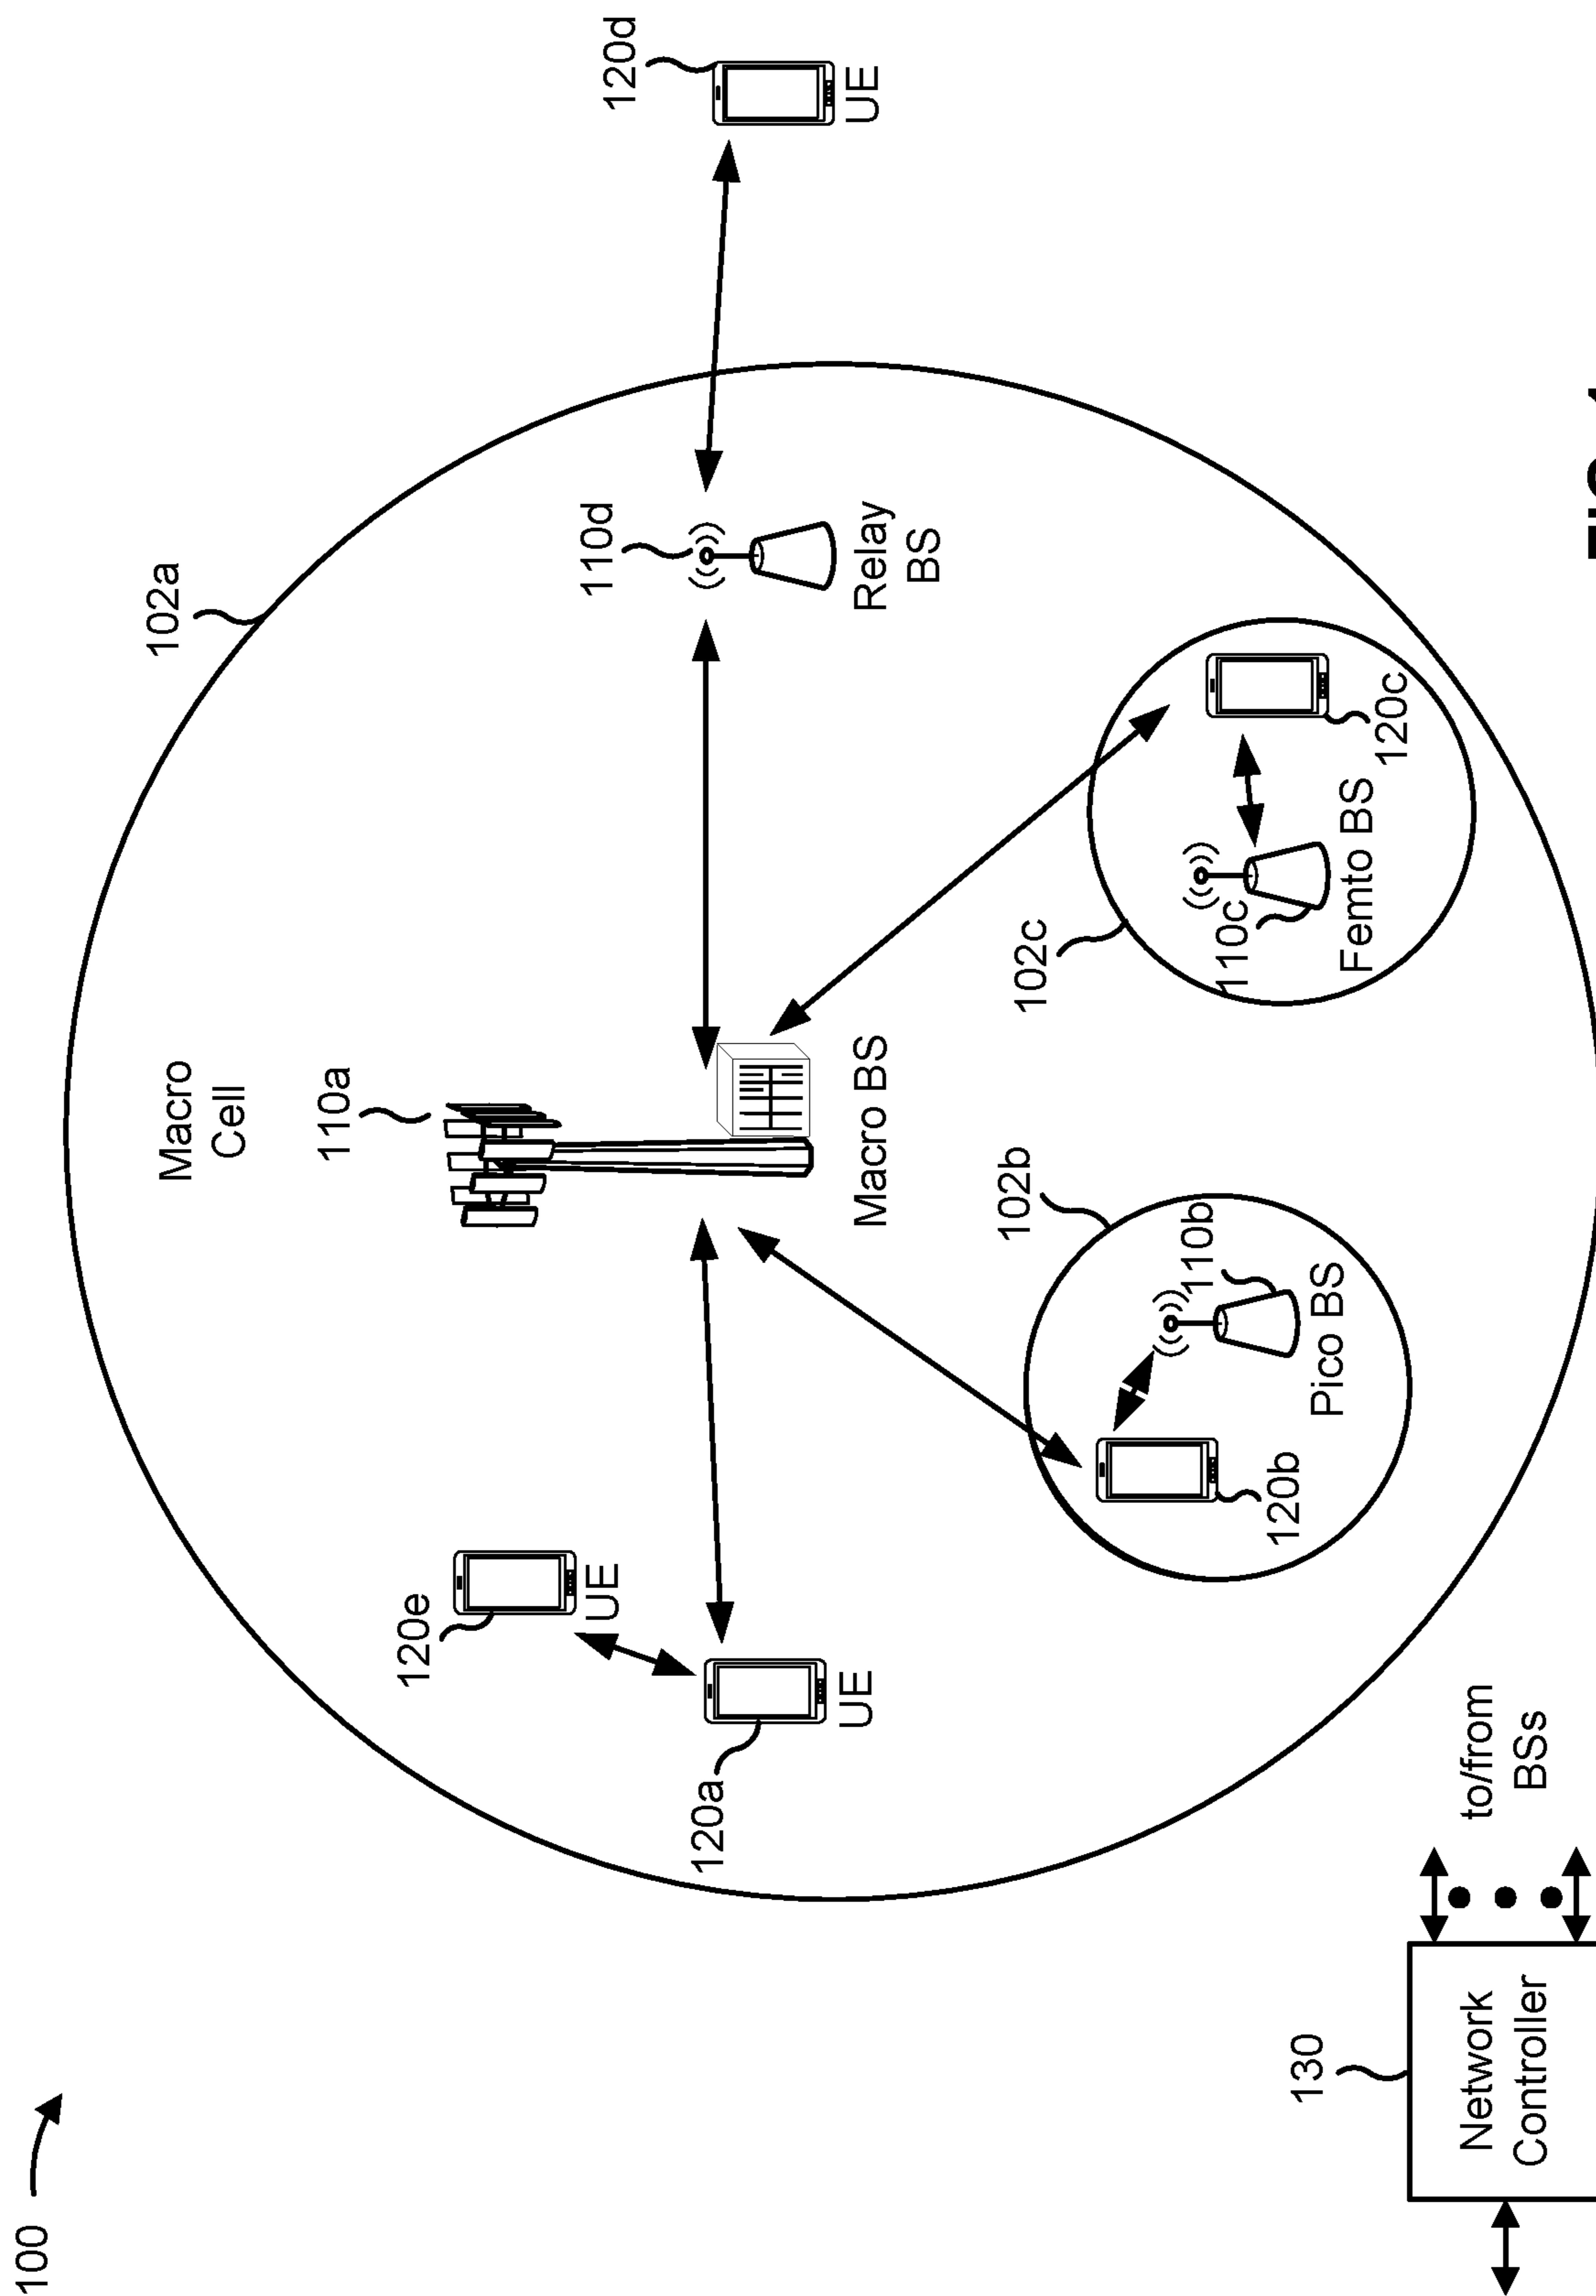 100
102a
Macro
Cell
110a
120e
UE
120a
UE
Macro BS
110d
Relay
BS
120d
UE
102b
110b
Pico BS
120b
102c
110c
Femto BS
120c
130
Network
Controller
to/from
BSs